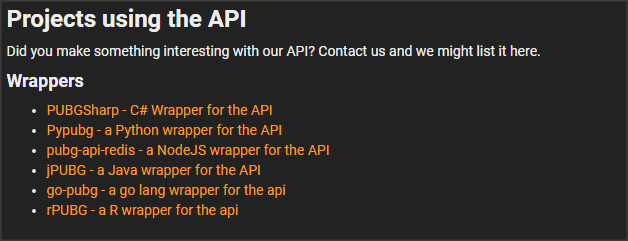 Projects using the API
Did you make something interesting with our API? Contact us and we might list it here.
Wrappers
PUBGSharp - C# Wrapper for the API
Pypubg - a Python wrapper for the API
pubg-api-redis - a NodeJS wrapper for the API
jPUBG - a Java wrapper for the API
go-pubg - a go lang wrapper for the api
rPUBG - a R wrapper for the api